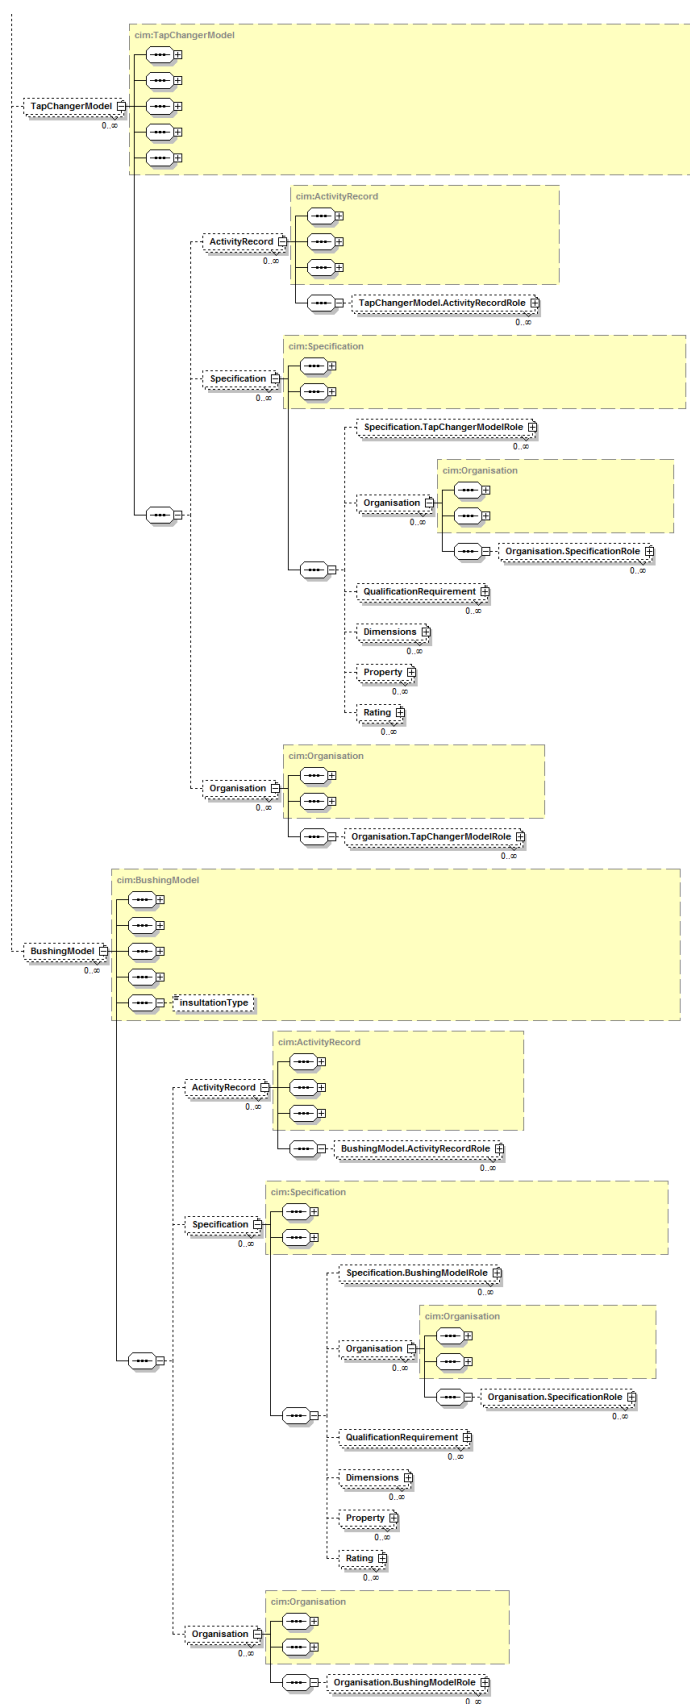 cim:TapChangerModel
TapChangerModel
0..∞
cim:ActivityRecord
ActivityRecord
0..∞
TapChangerModel.ActivityRecordRole
0..∞
cim:Specification
Specification
0..∞
Specification.TapChangerModelRole
0..∞
cim:Organisation
Organisation
0..∞
Organisation.SpecificationRole
0..∞
QualificationRequirement
0..∞
Dimensions
0..∞
Property
0..∞
Rating
0..∞
cim:Organisation
Organisation
0..∞
Organisation.TapChangerModelRole
0..∞
cim:BushingModel
BushingModel
0..∞
insultationType
cim:ActivityRecord
ActivityRecord
0..∞
BushingModel.ActivityRecordRole
0..∞
cim:Specification
Specification
0..∞
Specification.BushingModelRole
0..∞
cim:Organisation
Organisation
0..∞
Organisation.SpecificationRole
0..∞
QualificationRequirement
0..∞
Dimensions
0..∞
Property
0..∞
Rating
0..∞
cim:Organisation
Organisation
0..∞
Organisation.BushingModelRole
0..∞